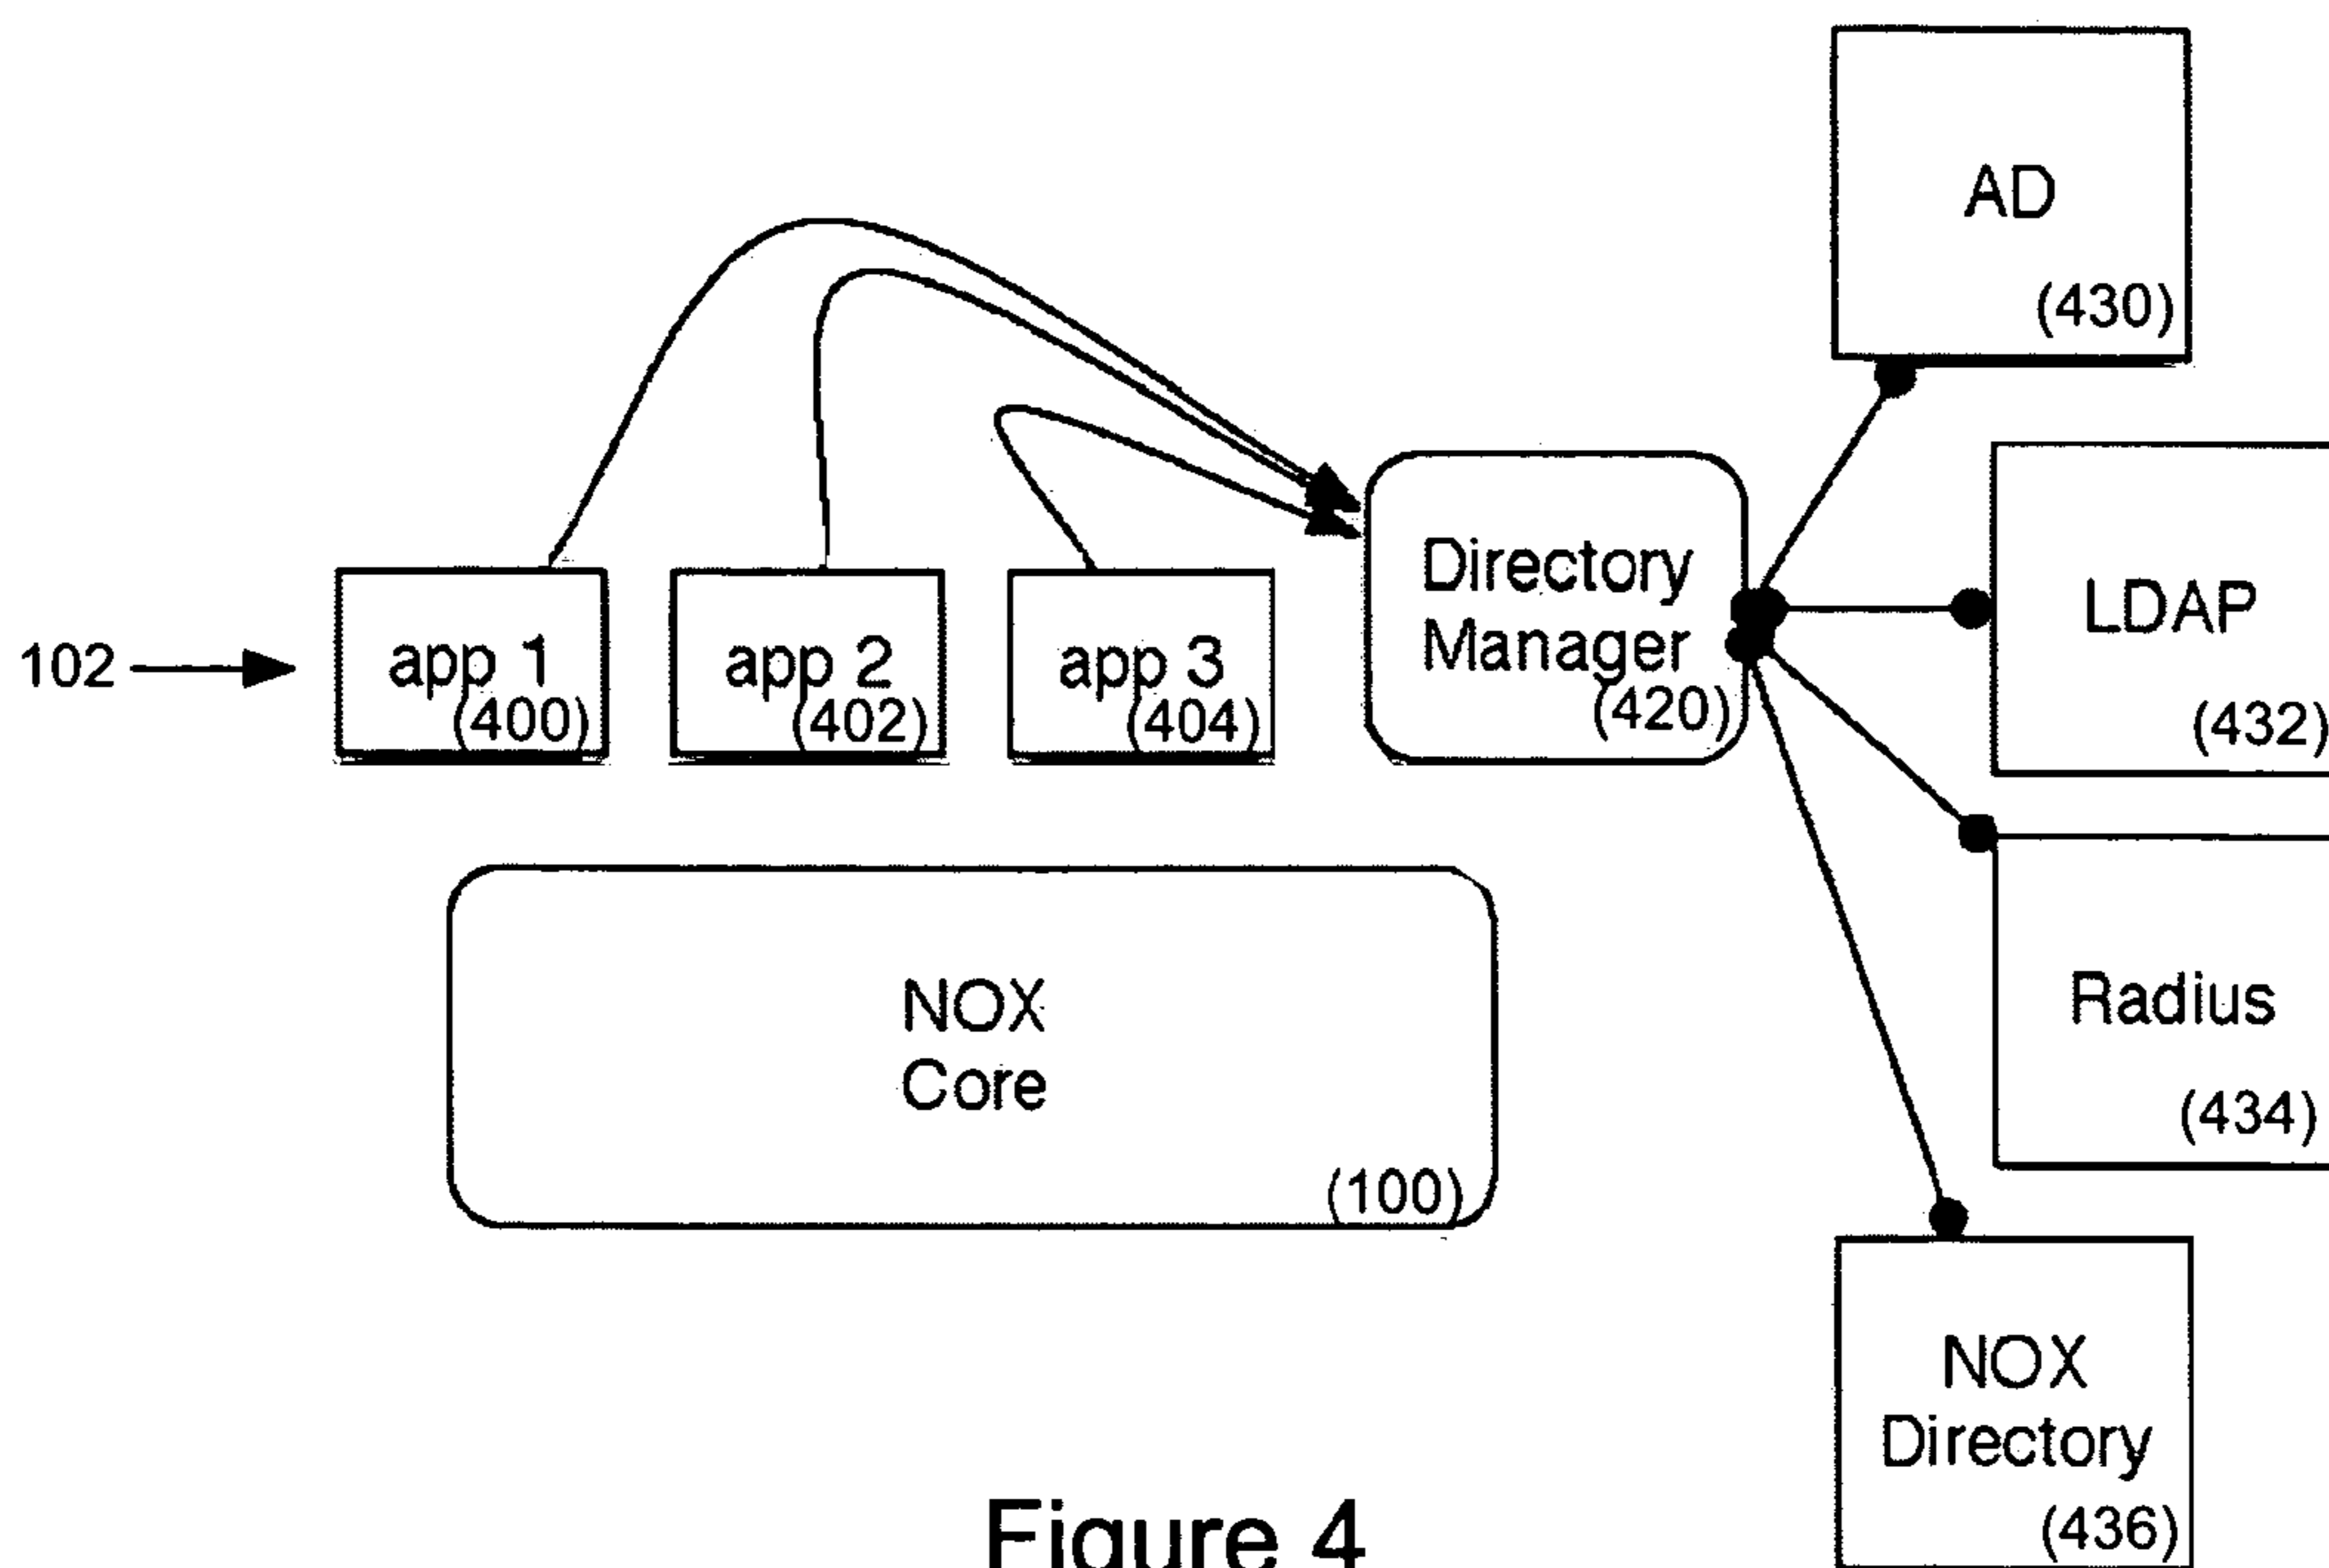 AD
(430)
Directory
Manager
(420)
LDAP
(432)
102
app 1
(400)
app 2
(402)
app 3
(404)
NOX
Core
(100)
Radius
(434)
NOX
Directory
(436)
Figure 4